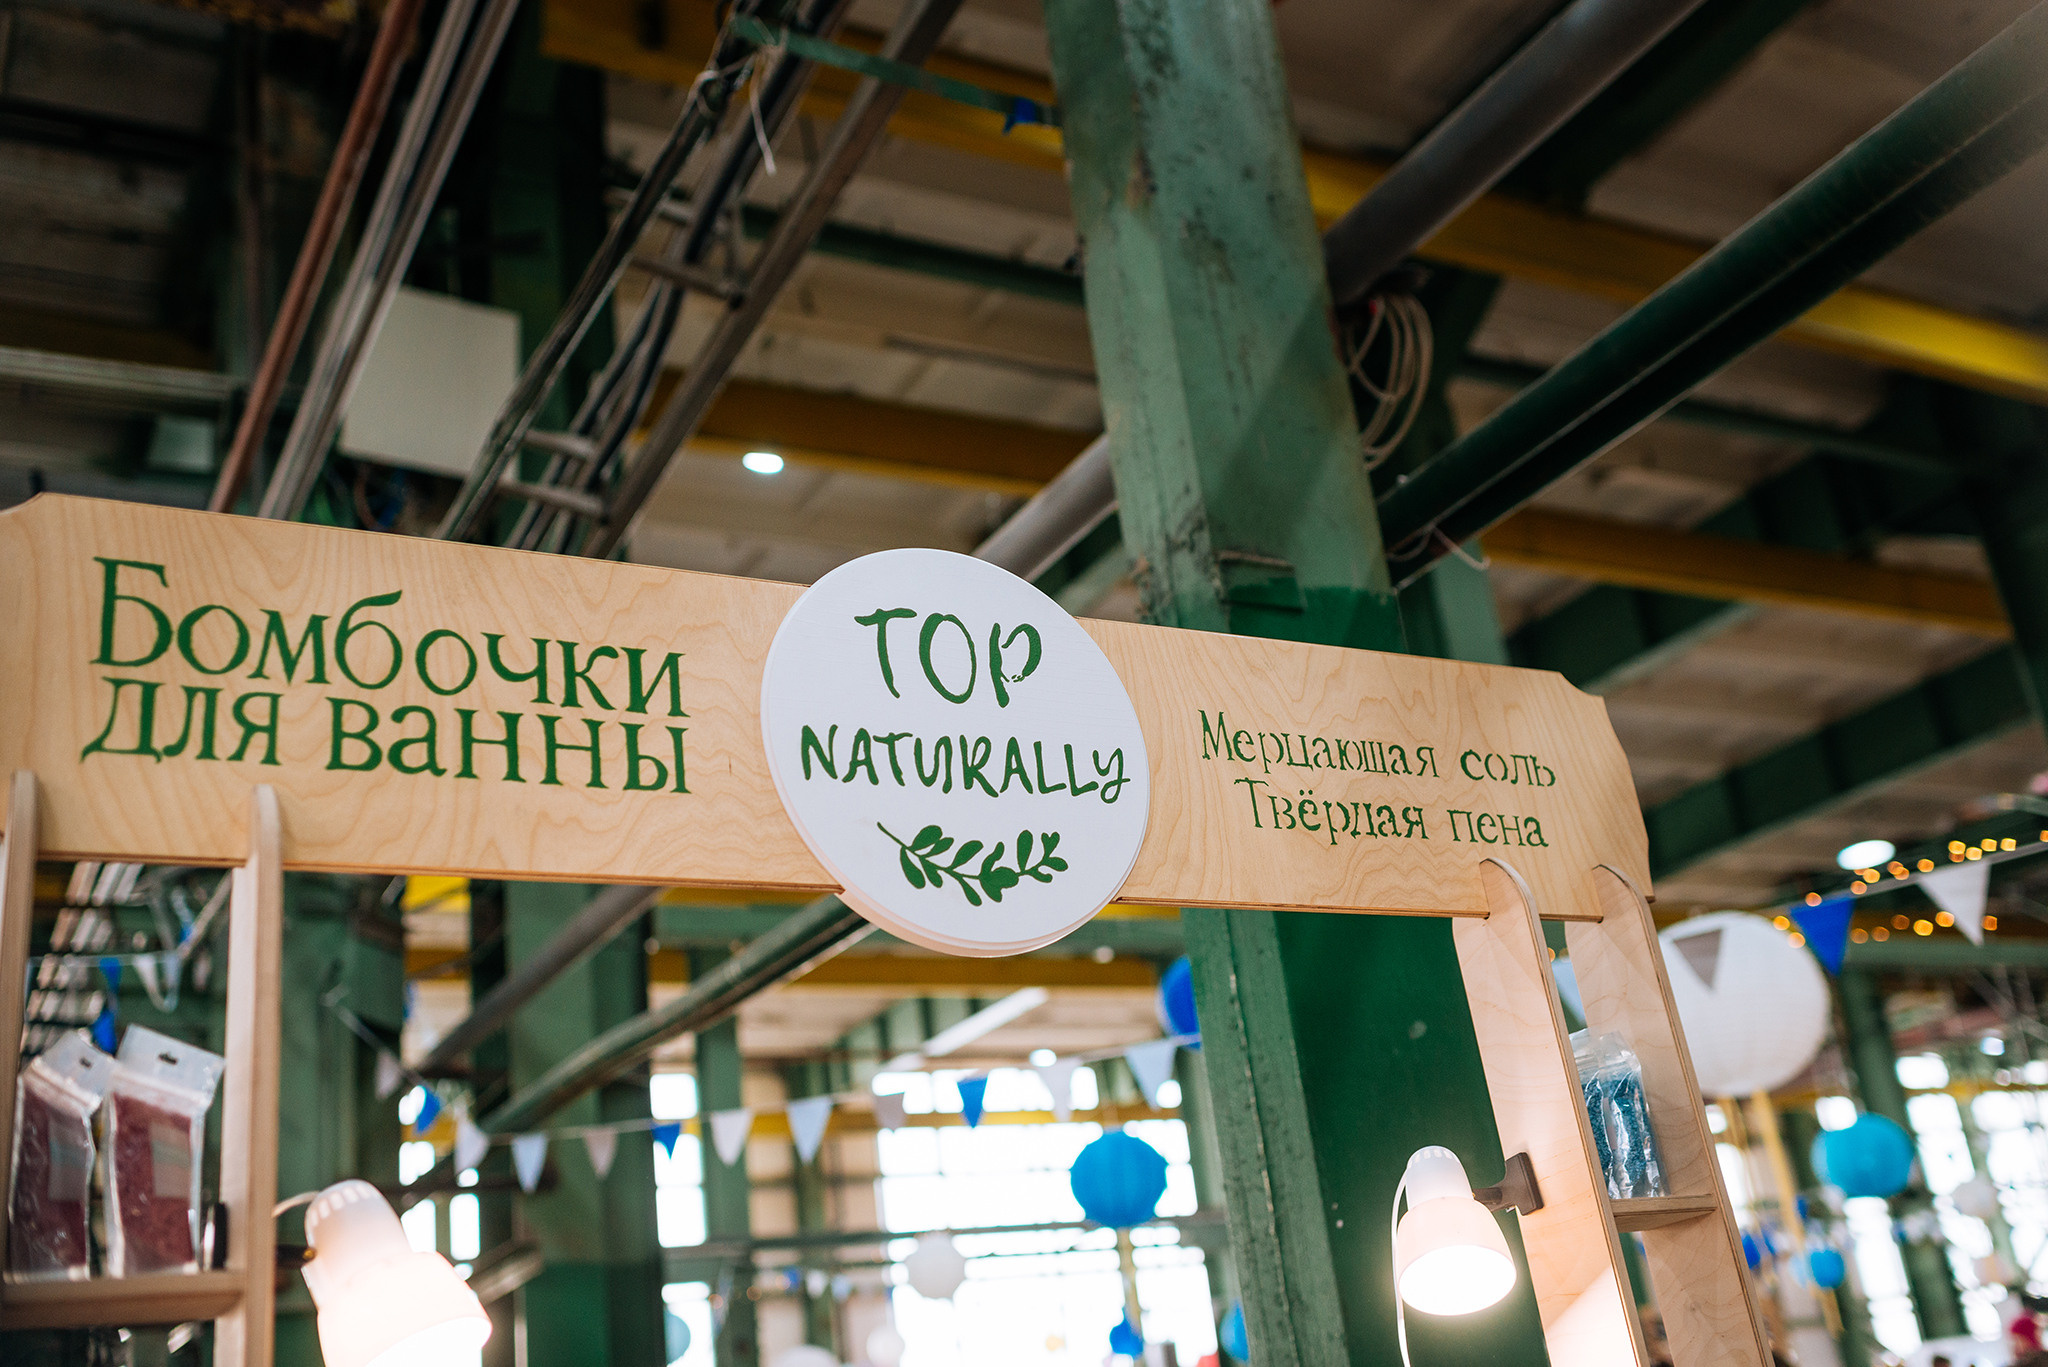 Бомбочки
для ванны
TOP
NATURALLY
Мерцающая соль
Твёрдая пена